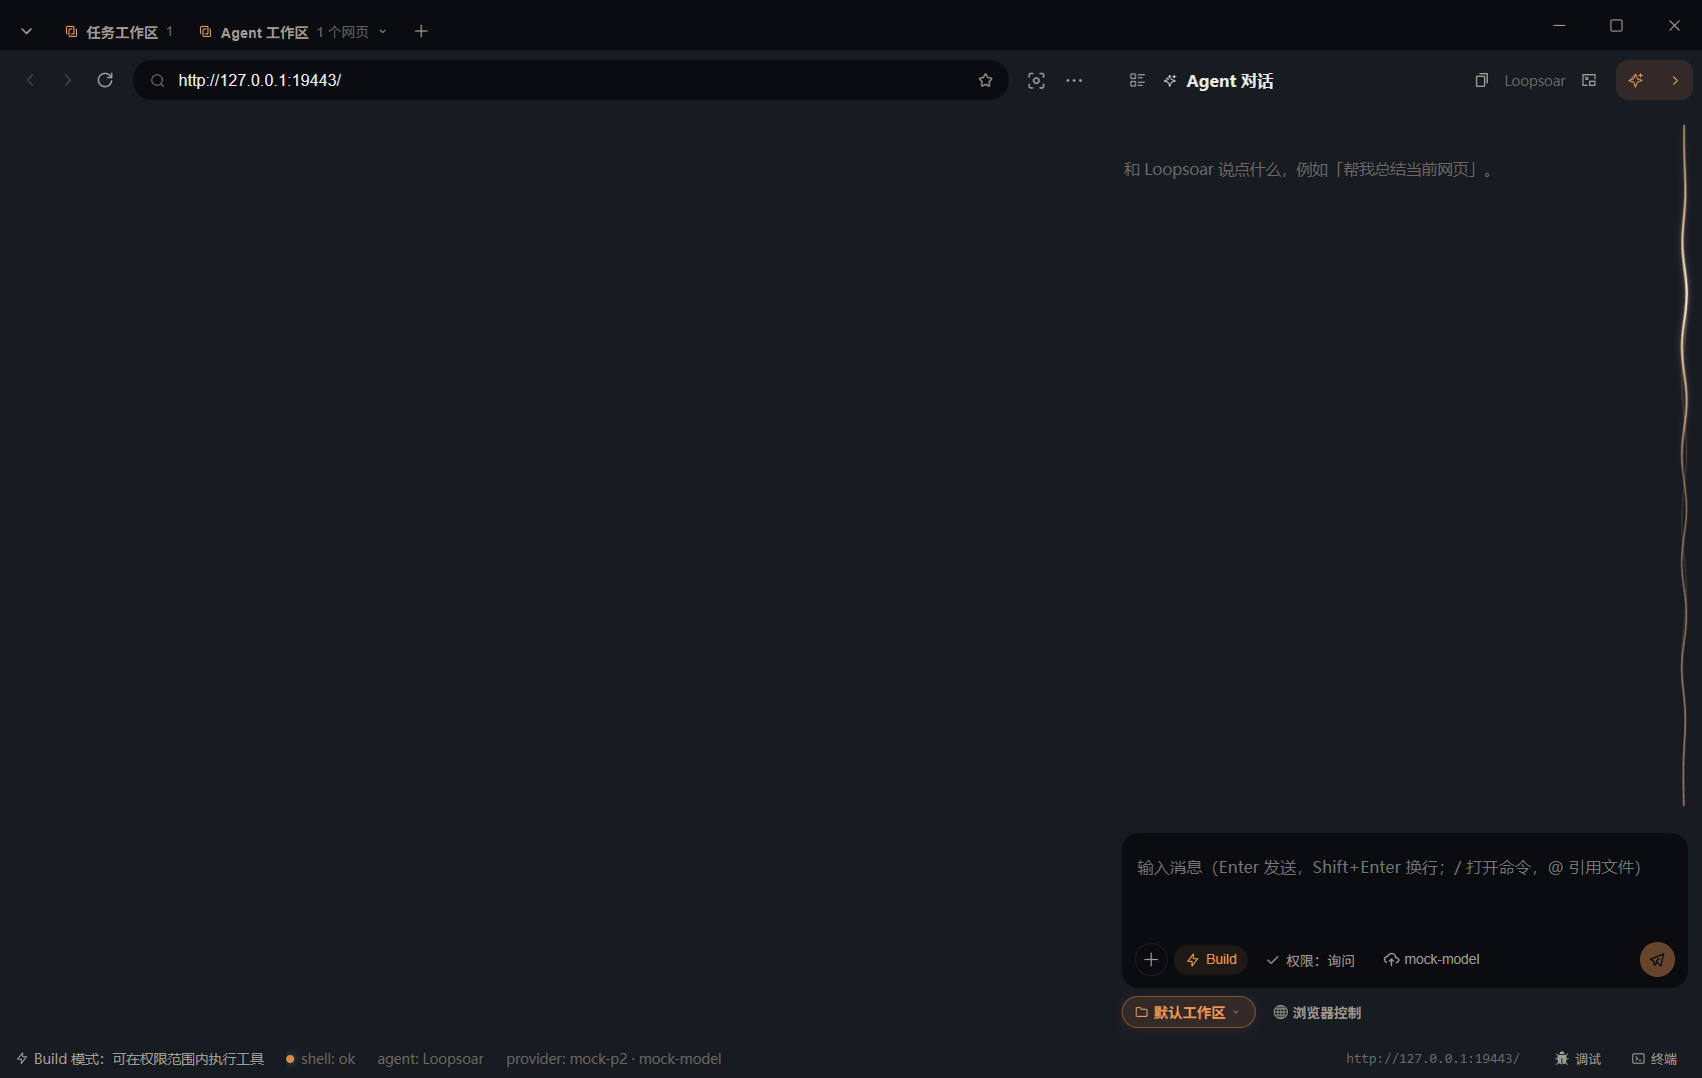 任务工作区 1 Agent 工作区 1 个网页
http://127.0.0.1:19443/
Agent 对话 Loopsoar
和 Loopsoar 说点什么，例如「帮我总结当前网页」。
输入消息（Enter 发送，Shift+Enter 换行；/ 打开命令，@ 引用文件）
Build 权限：询问 mock-model
默认工作区 浏览器控制
Build 模式：可在权限范围内执行工具 shell: ok agent: Loopsoar provider: mock-p2 · mock-model http://127.0.0.1:19443/ 调试 终端